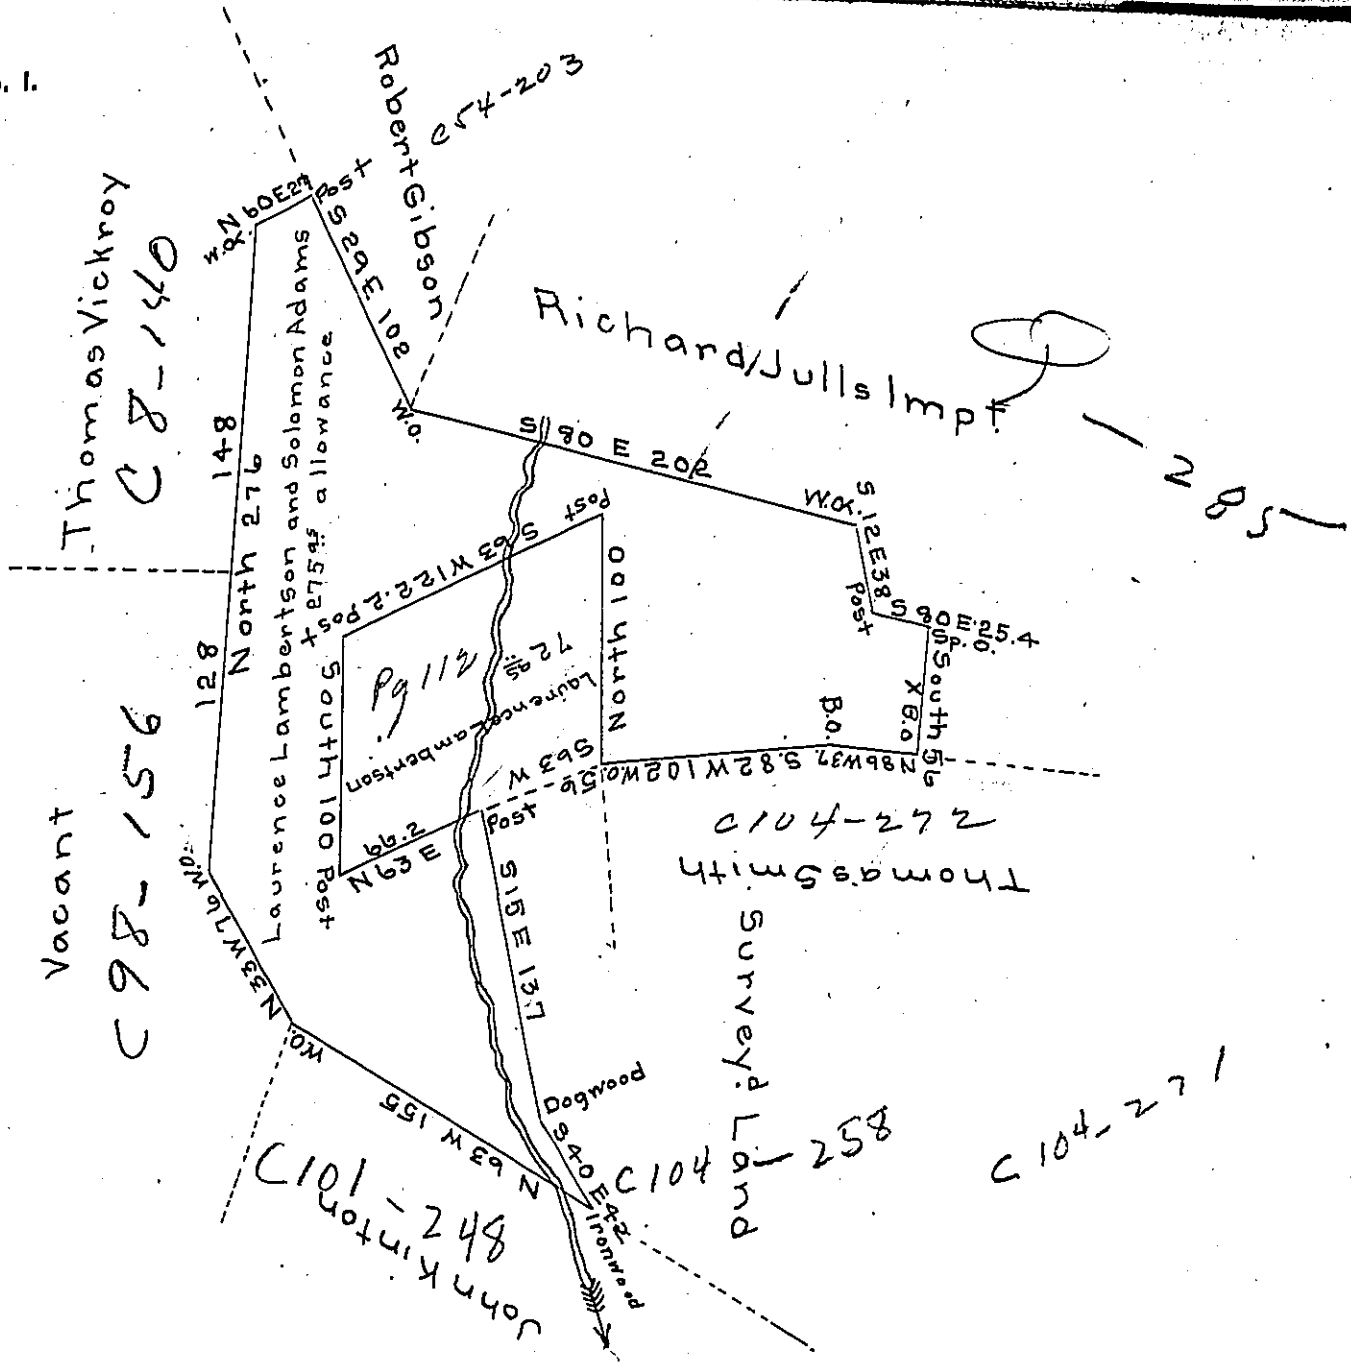 . 1.
Robert Gibson
C54-203
Thomas Vickroy
C 8-140
Post
N 60 E 27
W.O.
S 29 E 102
W.O.
Richard Julls Impt.
- 285 -
S 80 E 202
W.O.
S. 12 E 38
Post
S 80 E. 25.4
Sp. O.
South 56
X B.O
N 86 W 37.
B.O.
S. 82 W 102
W.O.
148
128
North 276
Laurence Lambertson and Solomon Adams
275 as. & allowance
Post
S 63 W 122.2
Post
North 100
South 100
Post
Pg 112
72 as.
Laurence Lambertson
S 63 W
56
N 63 E
66.2
Post
C104-272
Thomas Smith
Vacant
C98-156
W.O.
N 33 W 76
W.O.
S 15 E 137
Dogwood
S 40 E 42
Ironwood
N 63 W 155
Survey'd Land
C104-258
C104-271
C101-248
John Kinton